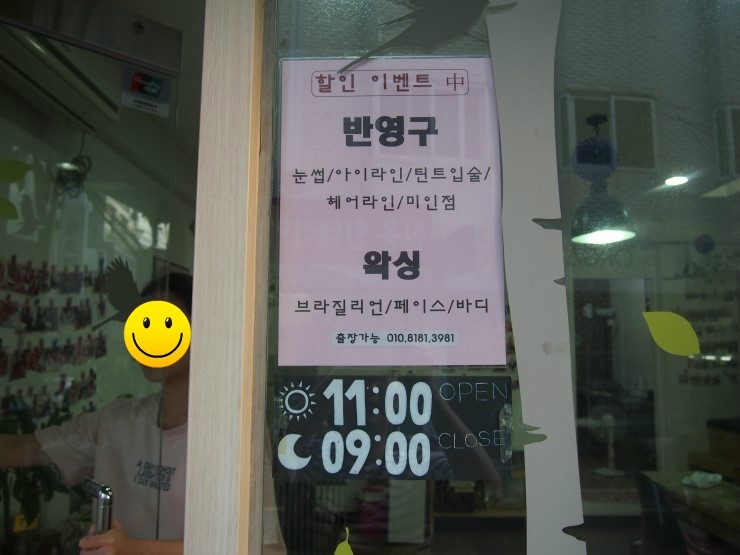 할인 이벤트 中
반영구
눈썹/아이라인/틴트입술/
헤어라인/미인점
왁싱
브라질리언/페이스/바디
출장가능 010.8181.3981
11:00 OPEN
09:00 CLOSE